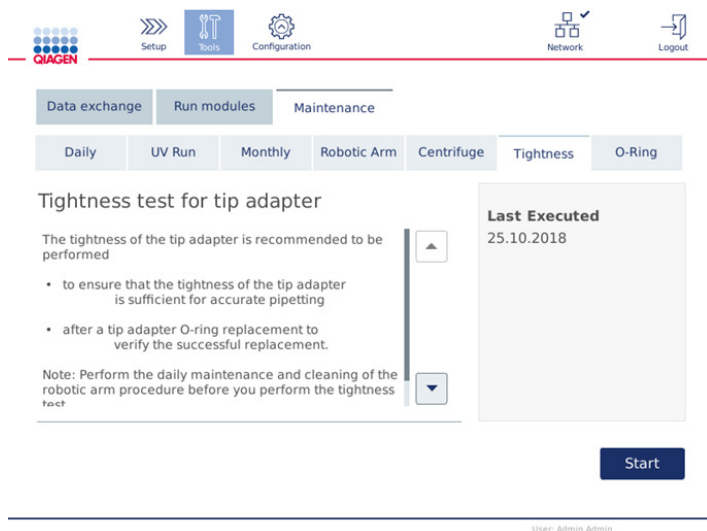 QIAGEN
Setup
Tools
Configuration
Network
Logout
Data exchange
Run modules
Maintenance
Daily
UV Run
Monthly
Robotic Arm
Centrifuge
Tightness
O-Ring
Tightness test for tip adapter
The tightness of the tip adapter is recommended to be
performed
• to ensure that the tightness of the tip adapter
is sufficient for accurate pipetting
• after a tip adapter O-ring replacement to
verify the successful replacement.
Note: Perform the daily maintenance and cleaning of the
robotic arm procedure before you perform the tightness
test
Last Executed
25.10.2018
Start
User: Admin Admin